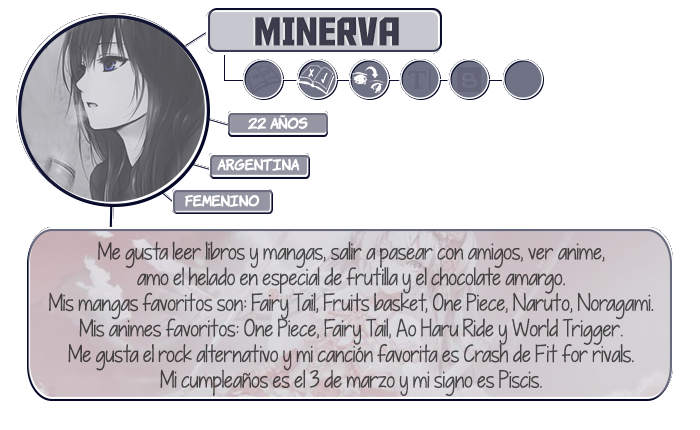 MINERVA
T B
22 AÑOS
ARGENTINA
FEMENINO
Me gusta leer libros y mangas, salir a pasear con amigos, ver anime,
amo el helado en especial de frutilla y el chocolate amargo.
Mis mangas favoritos son: Fairy Tail, Fruits basket, One Piece, Naruto, Noragami.
Mis animes favoritos: One Piece, Fairy Tail, Ao Haru Ride y World Trigger.
Me gusta el rock alternativo y mi canción favorita es Crash de Fit for rivals.
Mi cumpleaños es el 3 de marzo y mi signo es Piscis.